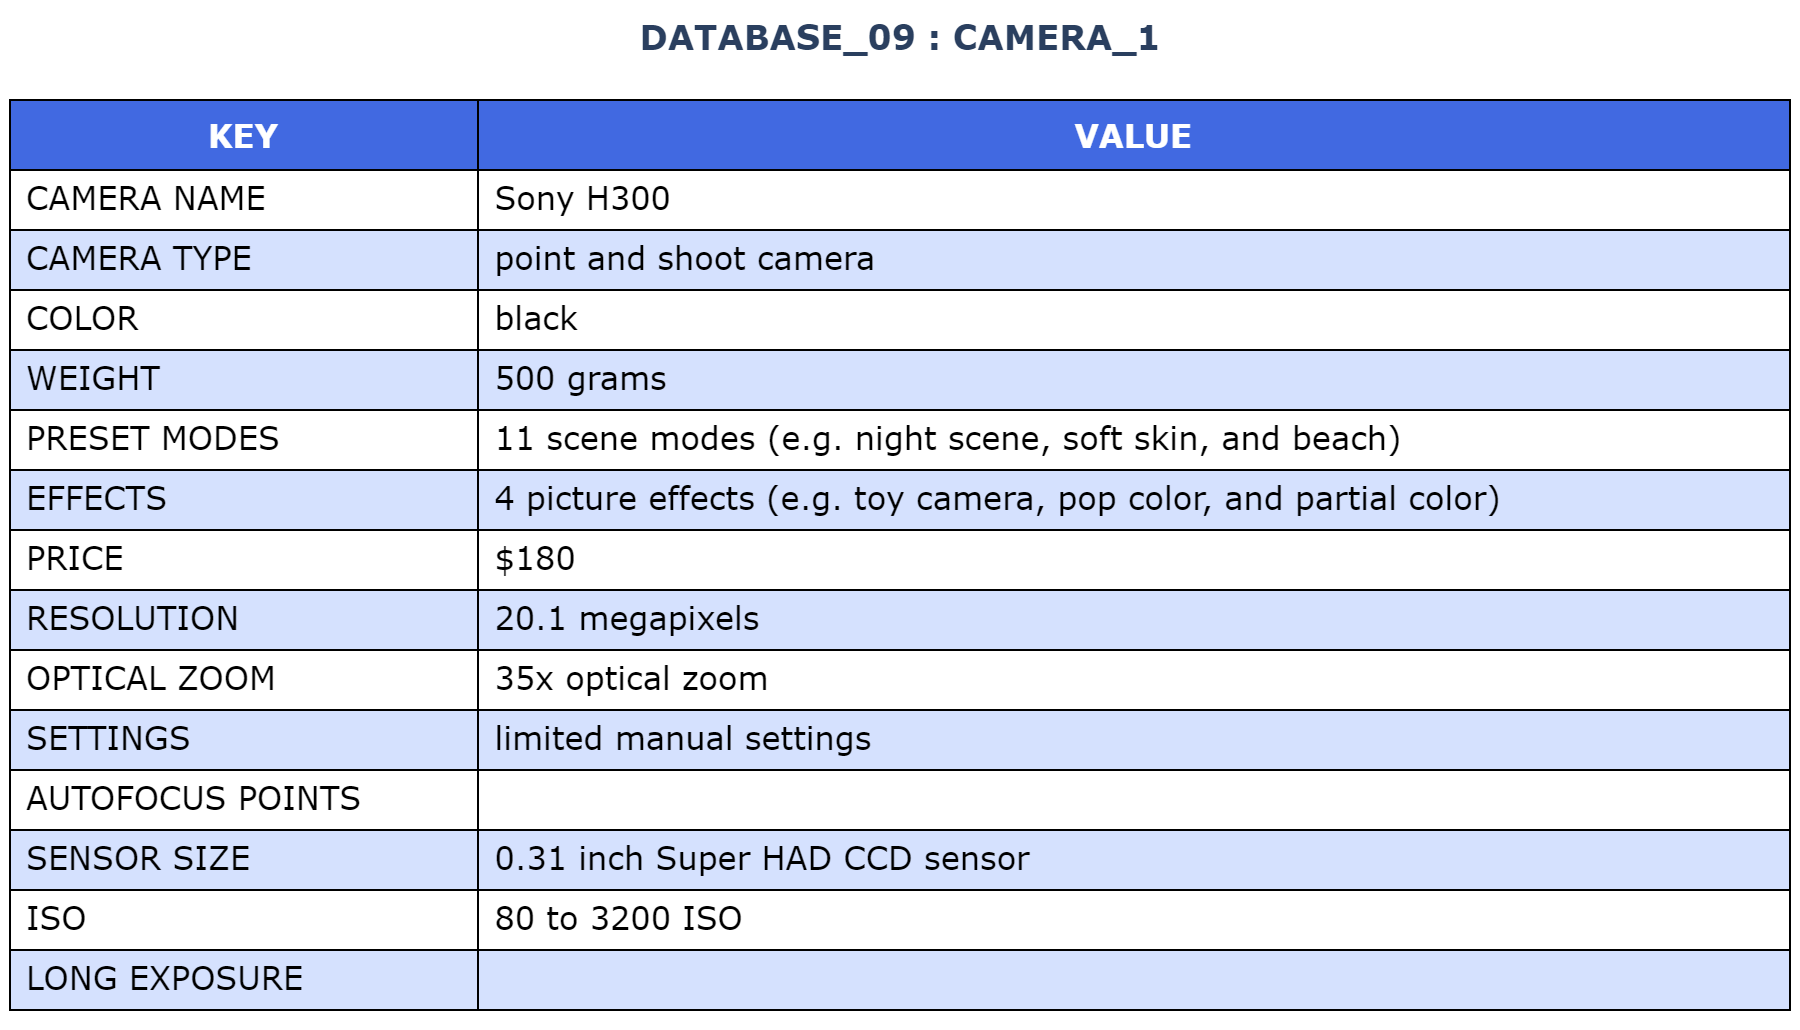 DATABASE_09 : CAMERA_1
KEY VALUE
CAMERA NAME Sony H300
CAMERA TYPE point and shoot camera
COLOR black
WEIGHT 500 grams
PRESET MODES 11 scene modes (e.g. night scene, soft skin, and beach)
EFFECTS 4 picture effects (e.g. toy camera, pop color, and partial color)
PRICE $180
RESOLUTION 20.1 megapixels
OPTICAL ZOOM 35x optical zoom
SETTINGS limited manual settings
AUTOFOCUS POINTS
SENSOR SIZE 0.31 inch Super HAD CCD sensor
ISO 80 to 3200 ISO
LONG EXPOSURE